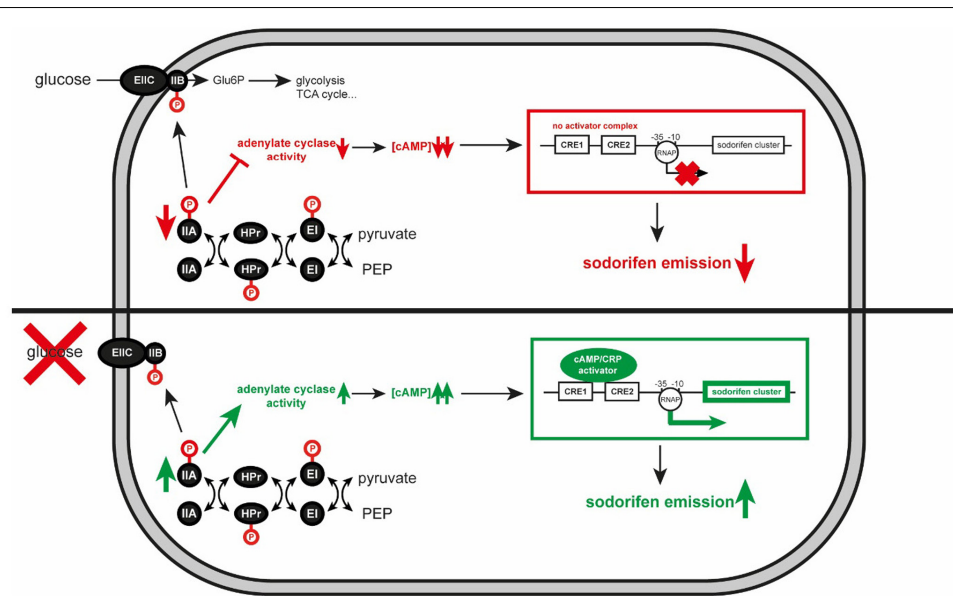 glucose
EIIC
IIB
P
Glu6P
glycolysis
TCA cycle...
adenylate cyclase
activity
[cAMP]
no activator complex
CRE1
CRE2
-35
-10
RNAP
sodorifen cluster
P
IIA
HPr
P
EI
pyruvate
IIA
HPr
P
EI
PEP
sodorifen emission
glucose
EIIC
IIB
P
adenylate cyclase
activity
[cAMP]
cAMP/CRP
activator
CRE1
CRE2
-35
-10
RNAP
sodorifen cluster
P
IIA
HPr
P
EI
pyruvate
IIA
HPr
P
EI
PEP
sodorifen emission